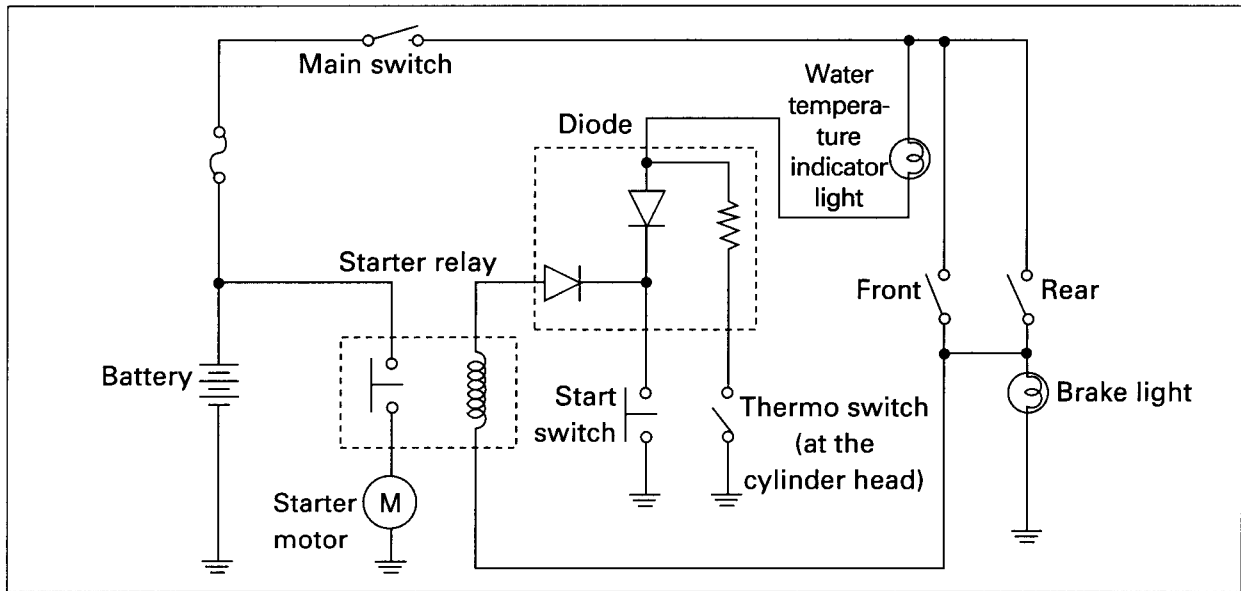 Main switch
Water
tempera-
ture
indicator
light
Diode
Starter relay
Front
Rear
Battery
Start
switch
Thermo switch
(at the
cylinder head)
Brake light
Starter
motor
M